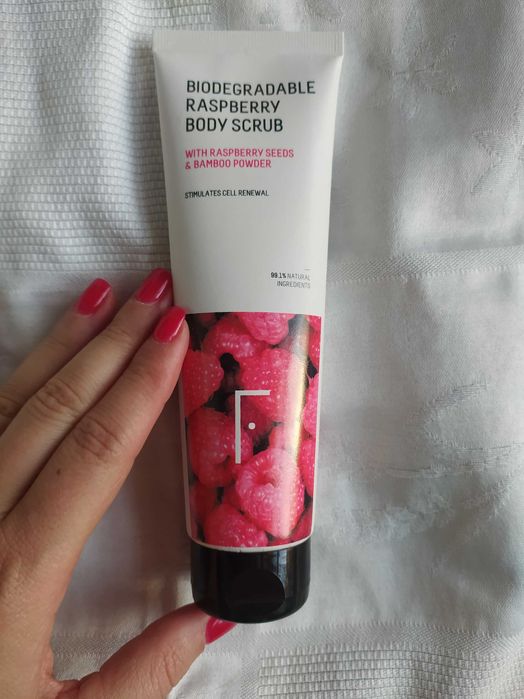 BIODEGRADABLE
RASPBERRY
BODY SCRUB
WITH RASPBERRY SEEDS
& BAMBOO POWDER
STIMULATES CELL RENEWAL
99.1% NATURAL
INGREDIENTS
F